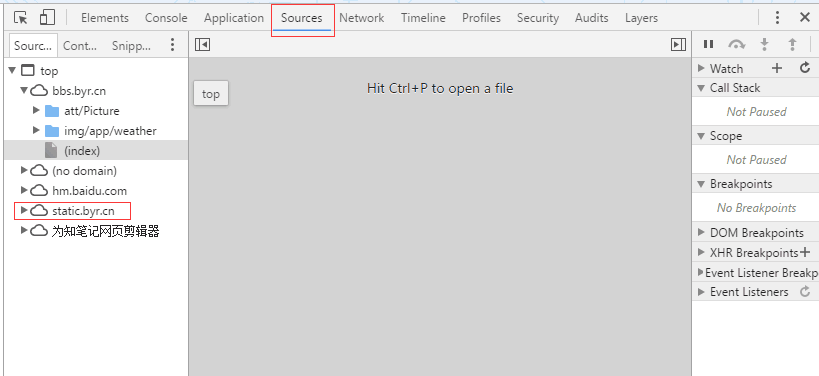 Elements Console Application Sources Network Timeline Profiles Security Audits Layers
Sourc... Cont... Snipp...
top
bbs.byr.cn
att/Picture
img/app/weather
(index)
(no domain)
hm.baidu.com
static.byr.cn
为知笔记网页剪辑器
top
Hit Ctrl+P to open a file
Watch
Call Stack
Not Paused
Scope
Not Paused
Breakpoints
No Breakpoints
DOM Breakpoints
XHR Breakpoints
Event Listener Breakp
Event Listeners